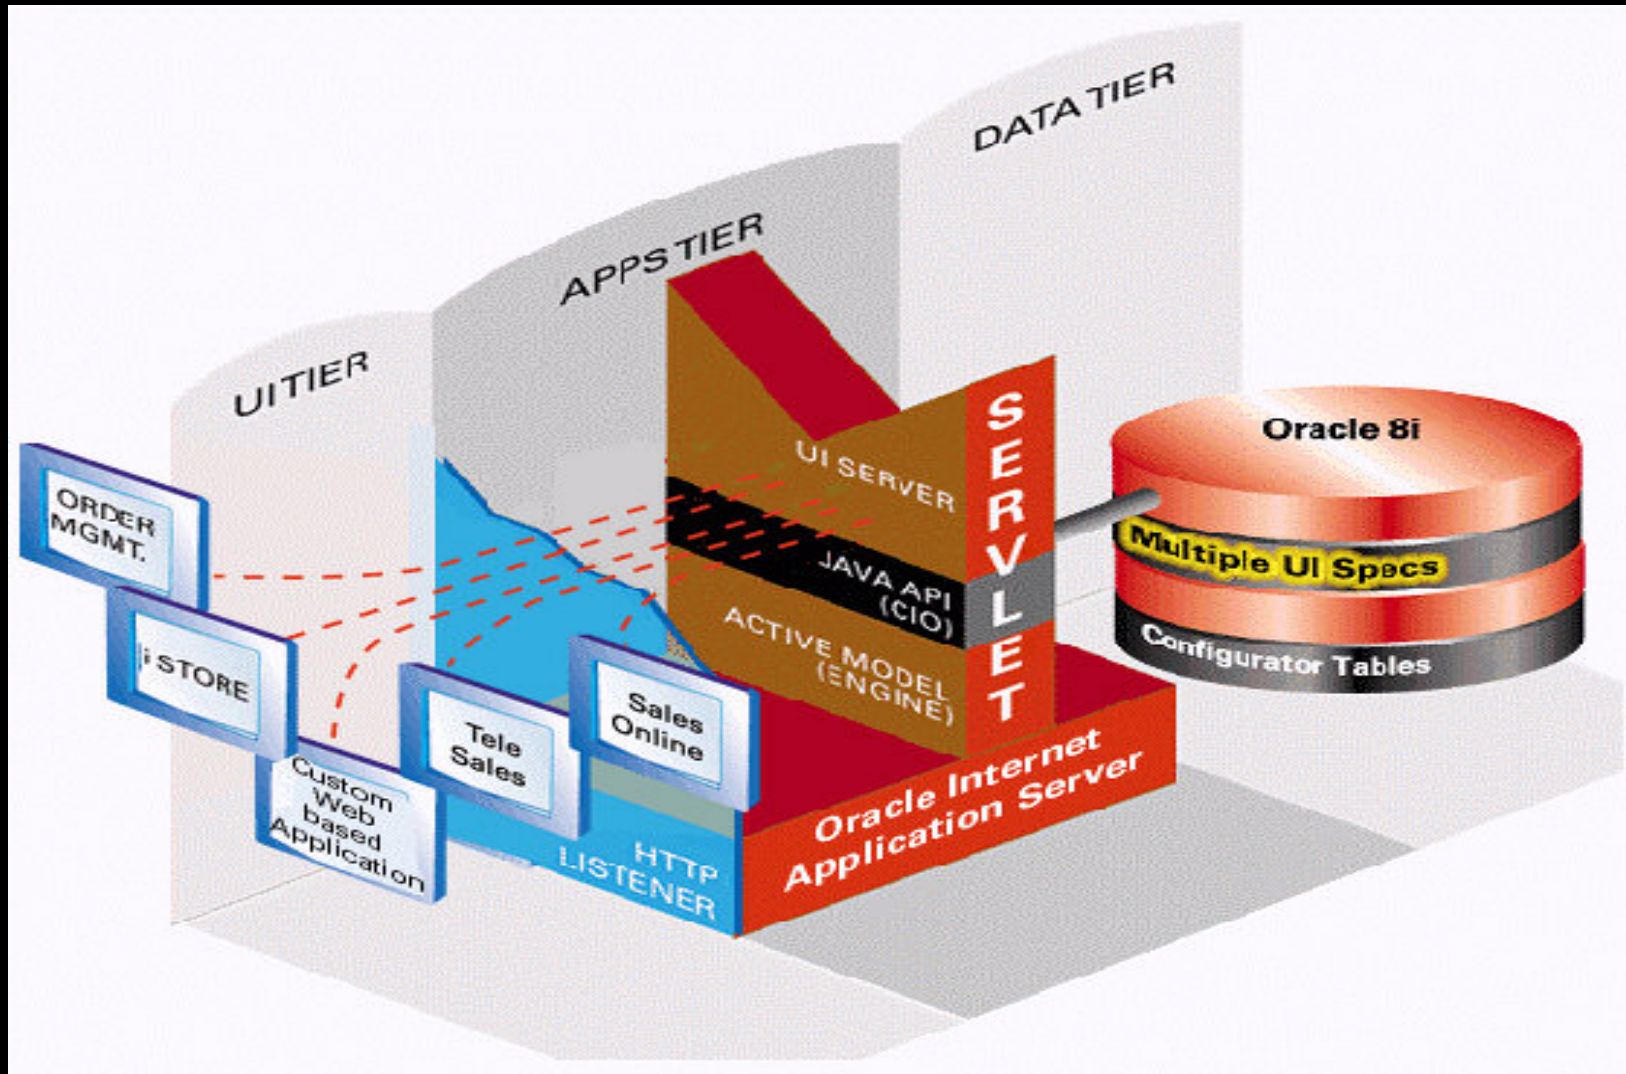 DATA TIER
APPS TIER
UI TIER
ORDER
MGMT.
i STORE
Custom
Web
based
Application
Tele
Sales
Sales
Online
HTTP
LISTENER
UI SERVER
JAVA API
(CIO)
ACTIVE MODEL
(ENGINE)
SERVLET
Oracle Internet
Application Server
Oracle 8i
Multiple UI Specs
Configurator Tables